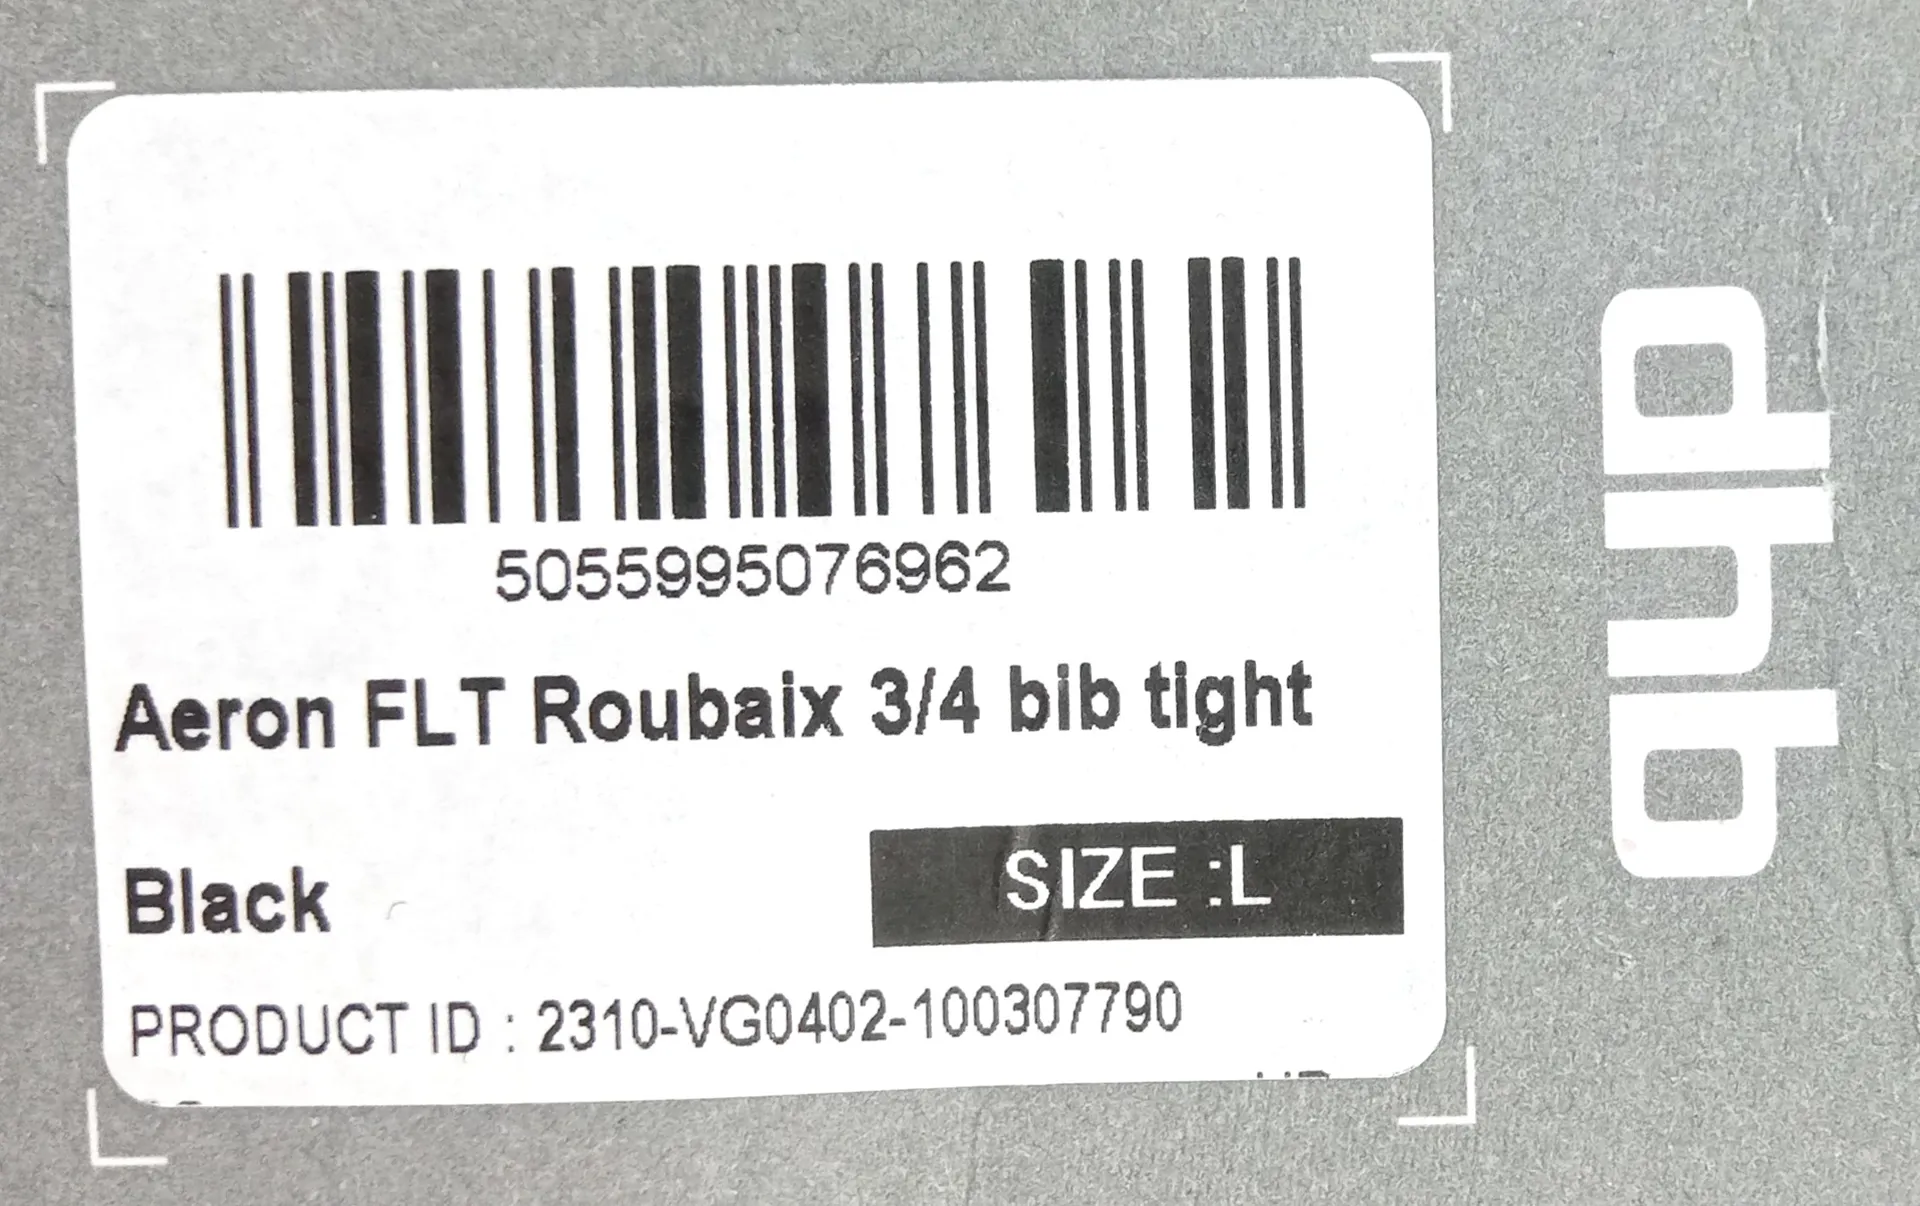 5055995076962
Aeron FLT Roubaix 3/4 bib tight
Black
SIZE :L
PRODUCT ID : 2310-VG0402-100307790
dhb